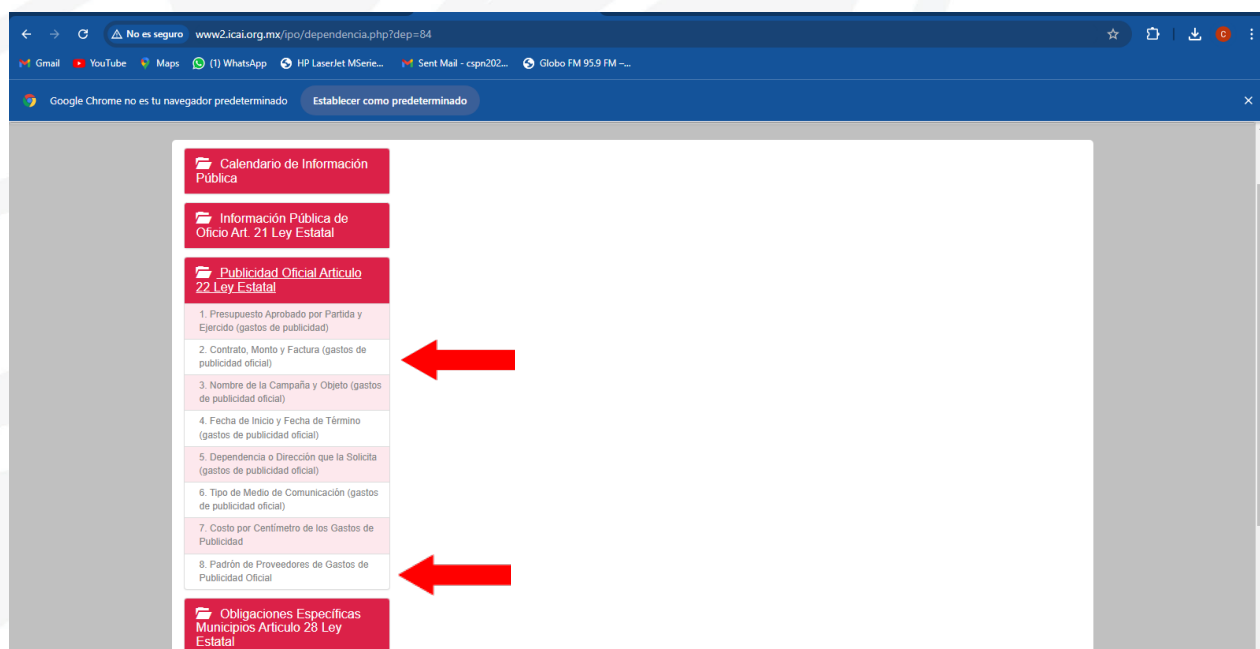 No es seguro www2.icai.org.mx/ipo/dependencia.php?dep=84
Gmail YouTube Maps (1) WhatsApp HP LaserJet MSerie... Sent Mail - cspn202... Globo FM 95.9 FM –...
Google Chrome no es tu navegador predeterminado Establecer como predeterminado
Calendario de Información
Pública
Información Pública de
Oficio Art. 21 Ley Estatal
Publicidad Oficial Articulo
22 Ley Estatal
1. Presupuesto Aprobado por Partida y
Ejercido (gastos de publicidad)
2. Contrato, Monto y Factura (gastos de
publicidad oficial)
3. Nombre de la Campaña y Objeto (gastos
de publicidad oficial)
4. Fecha de Inicio y Fecha de Término
(gastos de publicidad oficial)
5. Dependencia o Dirección que la Solicita
(gastos de publicidad oficial)
6. Tipo de Medio de Comunicación (gastos
de publicidad oficial)
7. Costo por Centímetro de los Gastos de
Publicidad
8. Padrón de Proveedores de Gastos de
Publicidad Oficial
Obligaciones Específicas
Municipios Articulo 28 Ley
Estatal